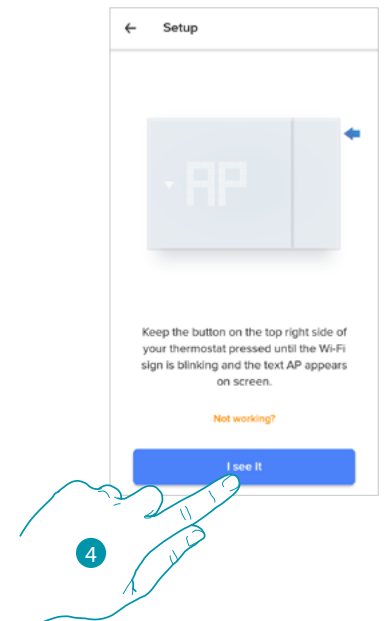 Setup
AP
Keep the button on the top right side of
your thermostat pressed until the Wi-Fi
sign is blinking and the text AP appears
on screen.
Not working?
I see it
4